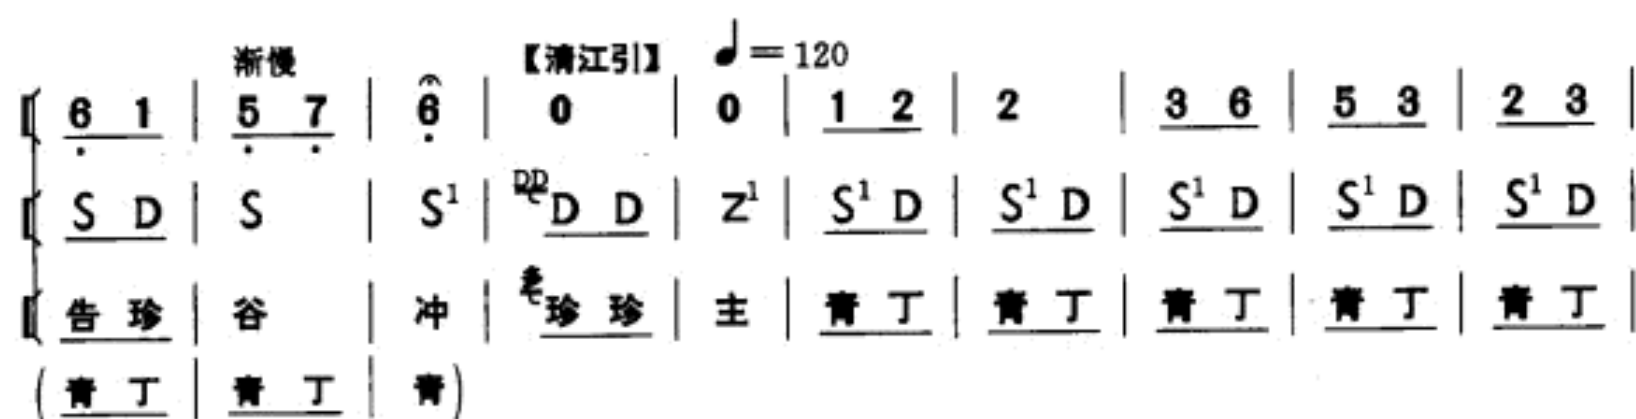 渐慢 【清江引】 ♩= 120
6 1 | 5 7 | 6 | 0 | 0 | 1 2 | 2 | 3 6 | 5 3 | 2 3 |
S D | S | S¹ | DD D D | Z¹ | S¹ D | S¹ D | S¹ D | S¹ D | S¹ D |
告 珍 | 谷 | 冲 | 珍 珍 | 主 | 青 丁 | 青 丁 | 青 丁 | 青 丁 | 青 丁 |
( 青 丁 | 青 丁 | 青 )